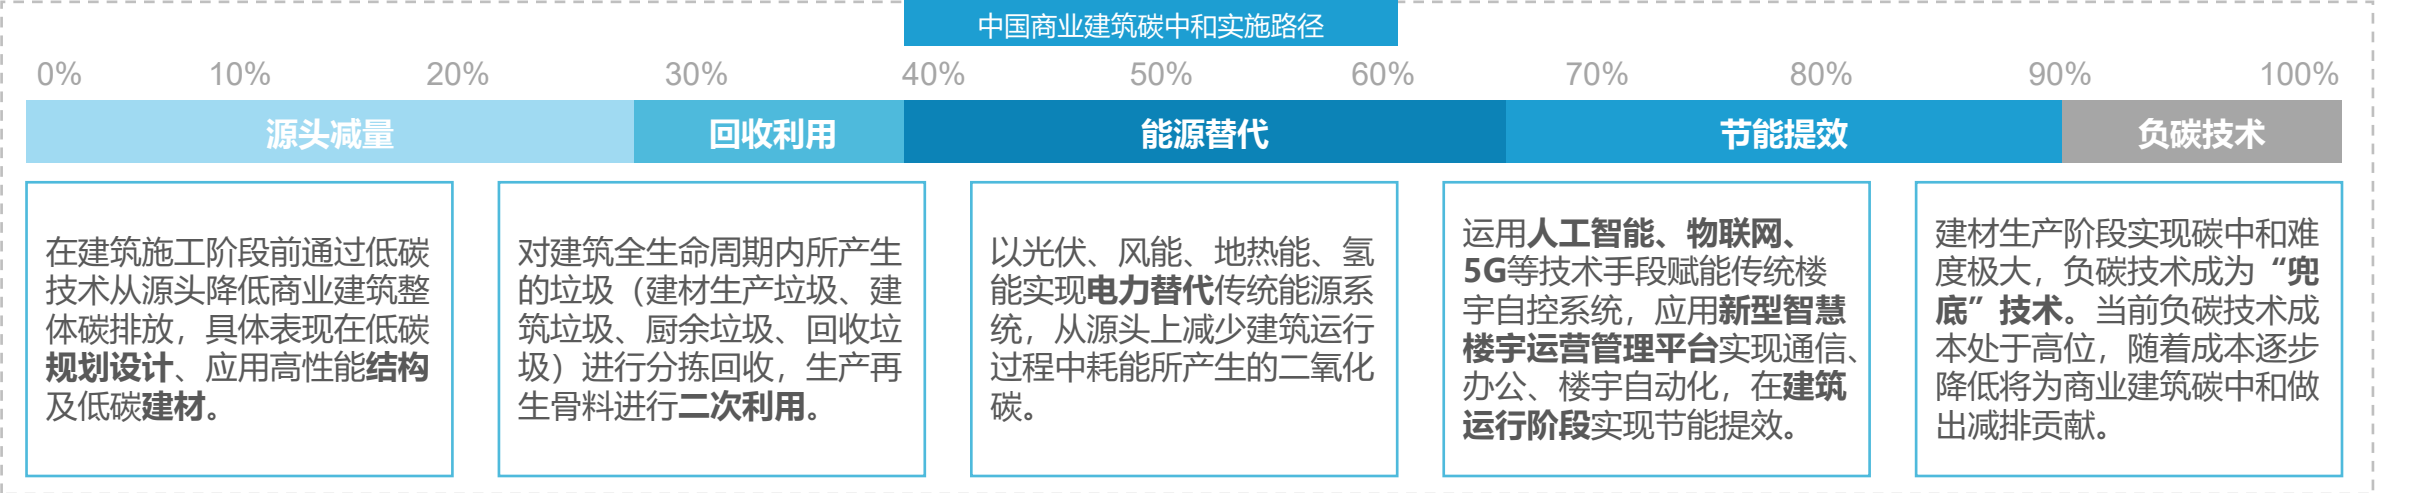 中国商业建筑碳中和实施路径
0% 10% 20% 30% 40% 50% 60% 70% 80% 90% 100%
源头减量 回收利用 能源替代 节能提效 负碳技术
在建筑施工阶段前通过低碳
技术从源头降低商业建筑整
体碳排放，具体表现在低碳
规划设计、应用高性能结构
及低碳建材。
对建筑全生命周期内所产生
的垃圾（建材生产垃圾、建
筑垃圾、厨余垃圾、回收垃
圾）进行分拣回收，生产再
生骨料进行二次利用。
以光伏、风能、地热能、氢
能实现电力替代传统能源系
统，从源头上减少建筑运行
过程中耗能所产生的二氧化
碳。
运用人工智能、物联网、
5G等技术手段赋能传统楼
宇自控系统，应用新型智慧
楼宇运营管理平台实现通信、
办公、楼宇自动化，在建筑
运行阶段实现节能提效。
建材生产阶段实现碳中和难
度极大，负碳技术成为“兜
底”技术。当前负碳技术成
本处于高位，随着成本逐步
降低将为商业建筑碳中和做
出减排贡献。